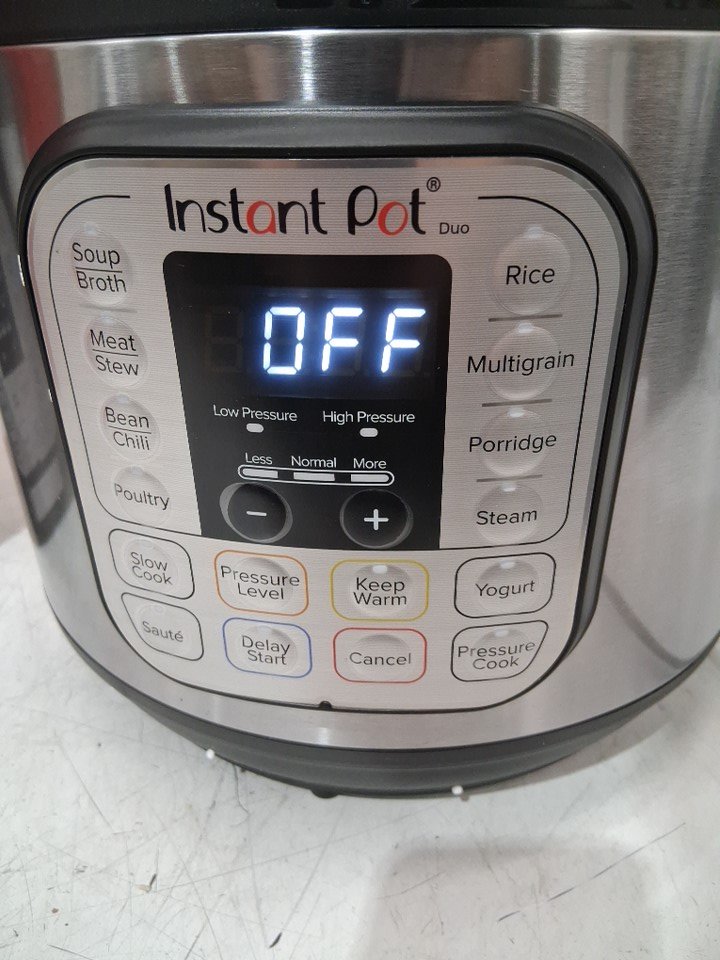 Instant Pot® Duo
Soup
Broth
Meat
Stew
Bean
Chili
Poultry
OFF
Low Pressure High Pressure
Less Normal More
− +
Rice
Multigrain
Porridge
Steam
Slow
Cook
Pressure
Level
Keep
Warm
Yogurt
Sauté
Delay
Start
Cancel
Pressure
Cook